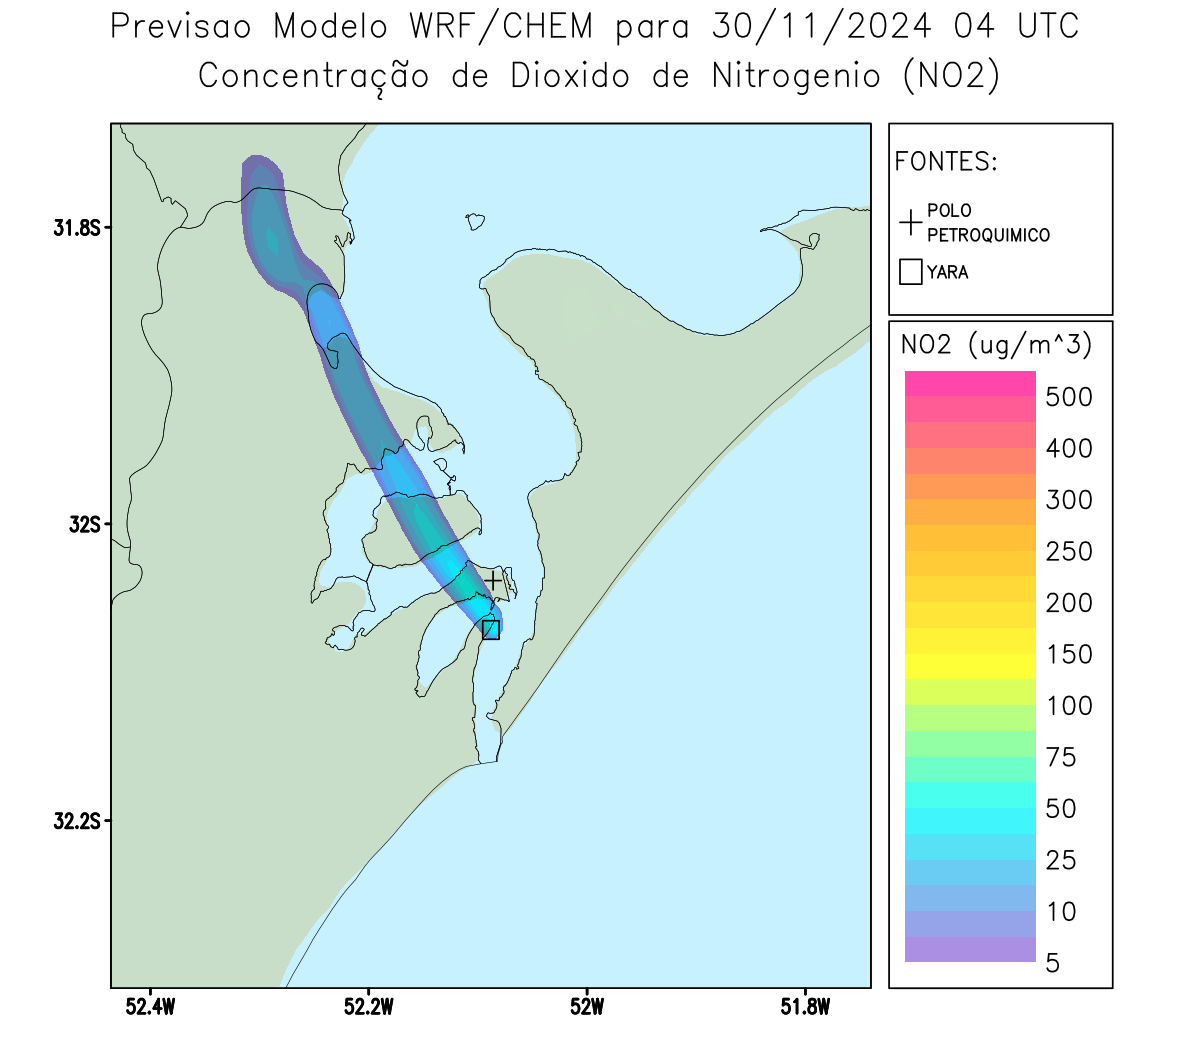 Previsao Modelo WRF/CHEM para 30/11/2024 04 UTC
Concentração de Dioxido de Nitrogenio (NO2)
FONTES:
POLO
PETROQUIMICO
YARA
NO2 (ug/m^3)
500
400
300
250
200
150
100
75
50
25
10
5
31.8S
32S
32.2S
52.4W
52.2W
52W
51.8W